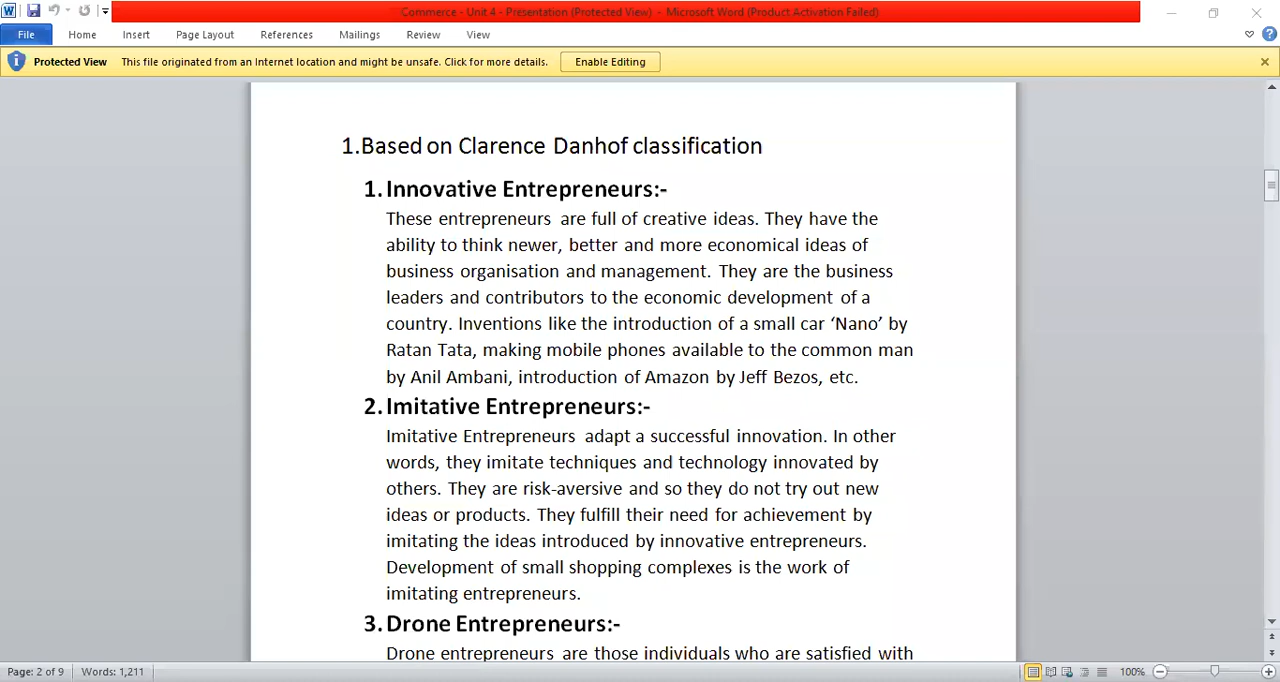 Commerce - Unit 4 - Presentation (Protected View) - Microsoft Word (Product Activation Failed)
File Home Insert Page Layout References Mailings Review View
Protected View This file originated from an Internet location and might be unsafe. Click for more details. Enable Editing
1.Based on Clarence Danhof classification
1. Innovative Entrepreneurs:-
These entrepreneurs are full of creative ideas. They have the
ability to think newer, better and more economical ideas of
business organisation and management. They are the business
leaders and contributors to the economic development of a
country. Inventions like the introduction of a small car ‘Nano’ by
Ratan Tata, making mobile phones available to the common man
by Anil Ambani, introduction of Amazon by Jeff Bezos, etc.
2. Imitative Entrepreneurs:-
Imitative Entrepreneurs adapt a successful innovation. In other
words, they imitate techniques and technology innovated by
others. They are risk-aversive and so they do not try out new
ideas or products. They fulfill their need for achievement by
imitating the ideas introduced by innovative entrepreneurs.
Development of small shopping complexes is the work of
imitating entrepreneurs.
3. Drone Entrepreneurs:-
Drone entrepreneurs are those individuals who are satisfied with
Page: 2 of 9 Words: 1,211 100%